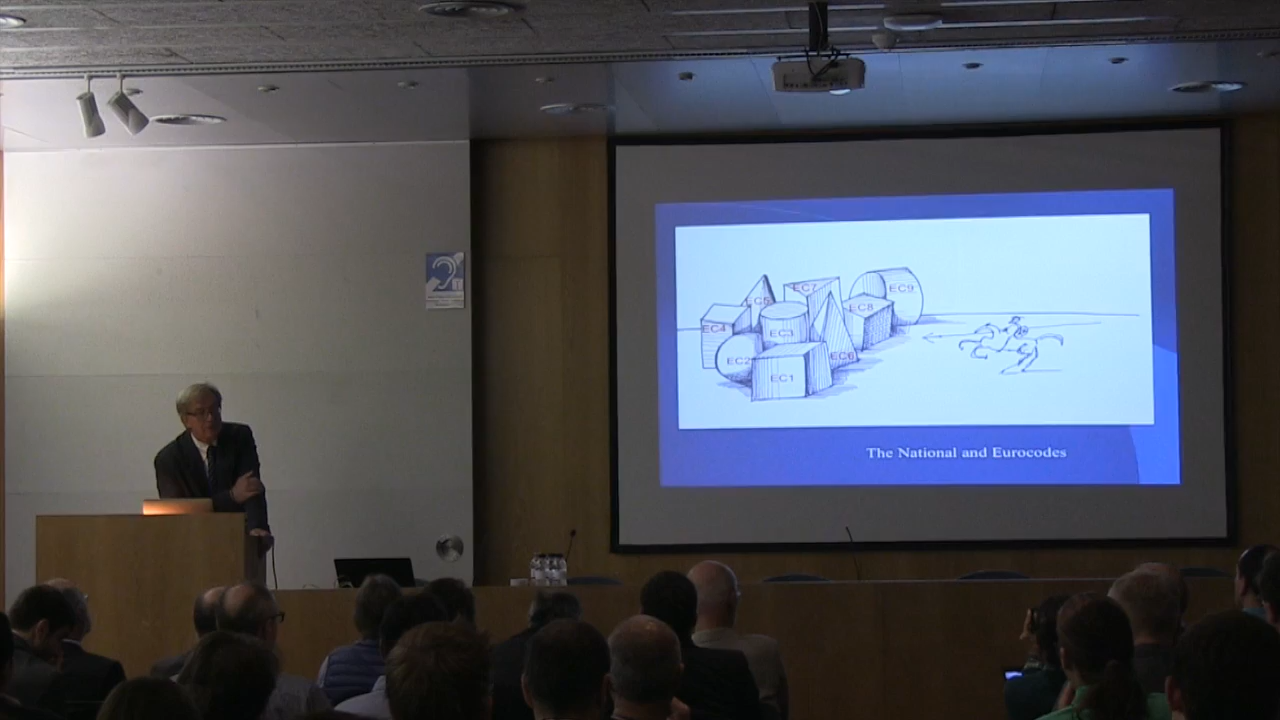 EC5
EC7
EC9
EC4
EC3
EC8
EC2
EC6
EC1
The National and Eurocodes